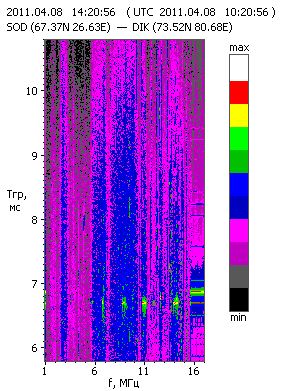 2011.04.08 14:20:56 ( UTC 2011.04.08 10:20:56 )
SOD (67.37N 26.63E) — DIK (73.52N 80.68E)
max
10
9
Тгр,
мс
8
7
6
min
1 6 11 16
f, МГц